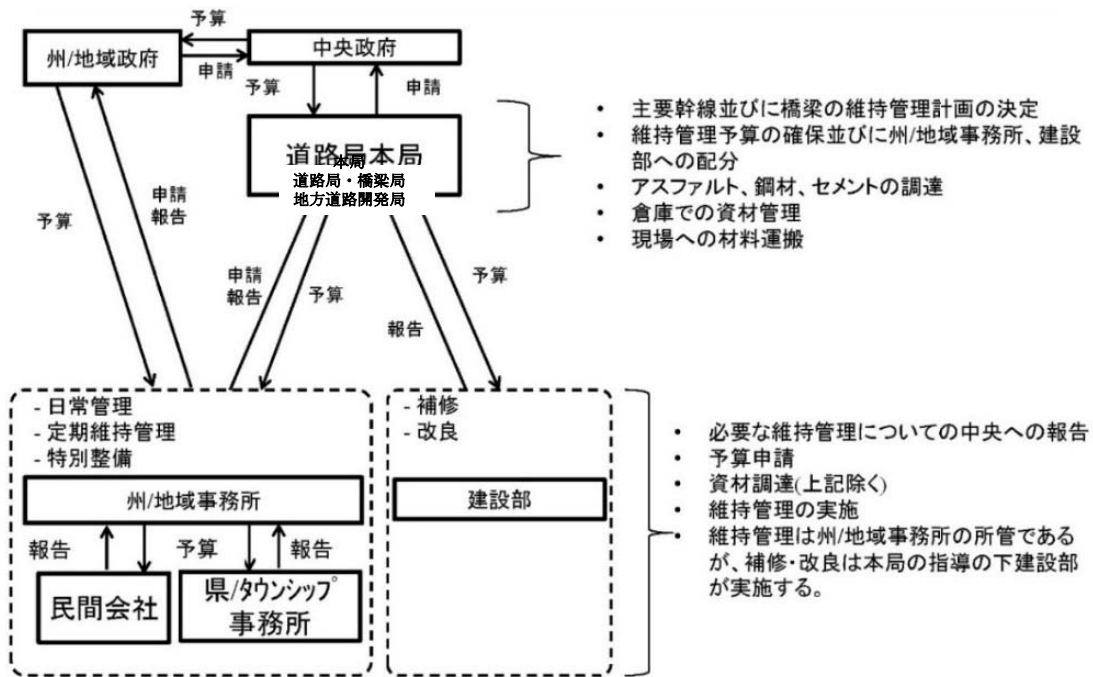 予算
州/地域政府
中央政府
申請
予算
申請
道路局本局
本局
道路局・橋梁局
地方道路開発局
• 主要幹線並びに橋梁の維持管理計画の決定
• 維持管理予算の確保並びに州/地域事務所、建設
部への配分
• アスファルト、鋼材、セメントの調達
• 倉庫での資材管理
• 現場への材料運搬
予算
申請
報告
申請
報告
予算
報告
予算
- 日常管理
- 定期維持管理
- 特別整備
州/地域事務所
報告
予算
報告
民間会社
県/タウンシップ
事務所
- 補修
- 改良
建設部
• 必要な維持管理についての中央への報告
• 予算申請
• 資材調達(上記除く)
• 維持管理の実施
• 維持管理は州/地域事務所の所管である
が、補修・改良は本局の指導の下建設部
が実施する。